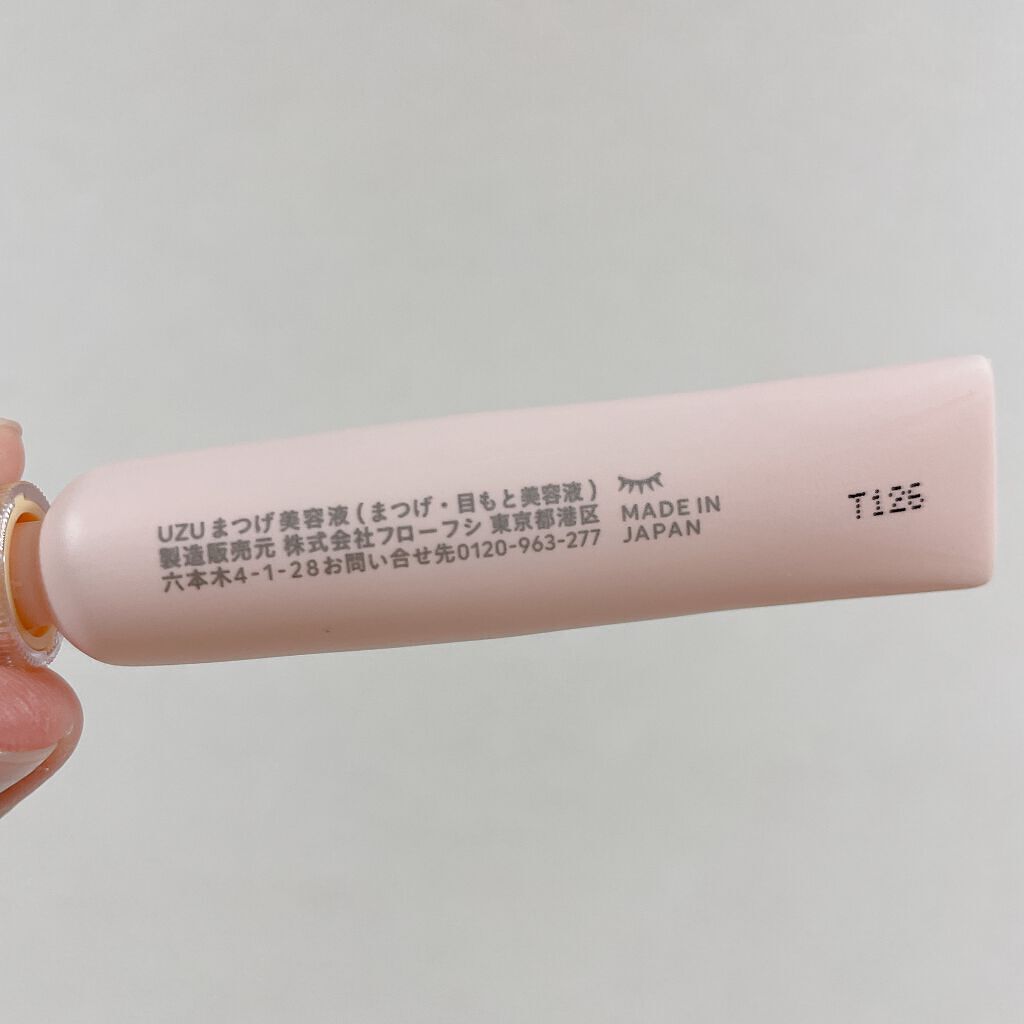 UZU まつげ美容液 (まつげ・目もと美容液)
製造販売元 株式会社フローフシ 東京都港区
六本木4-1-28お問い合せ先0120-963-277
MADE IN
JAPAN
T126